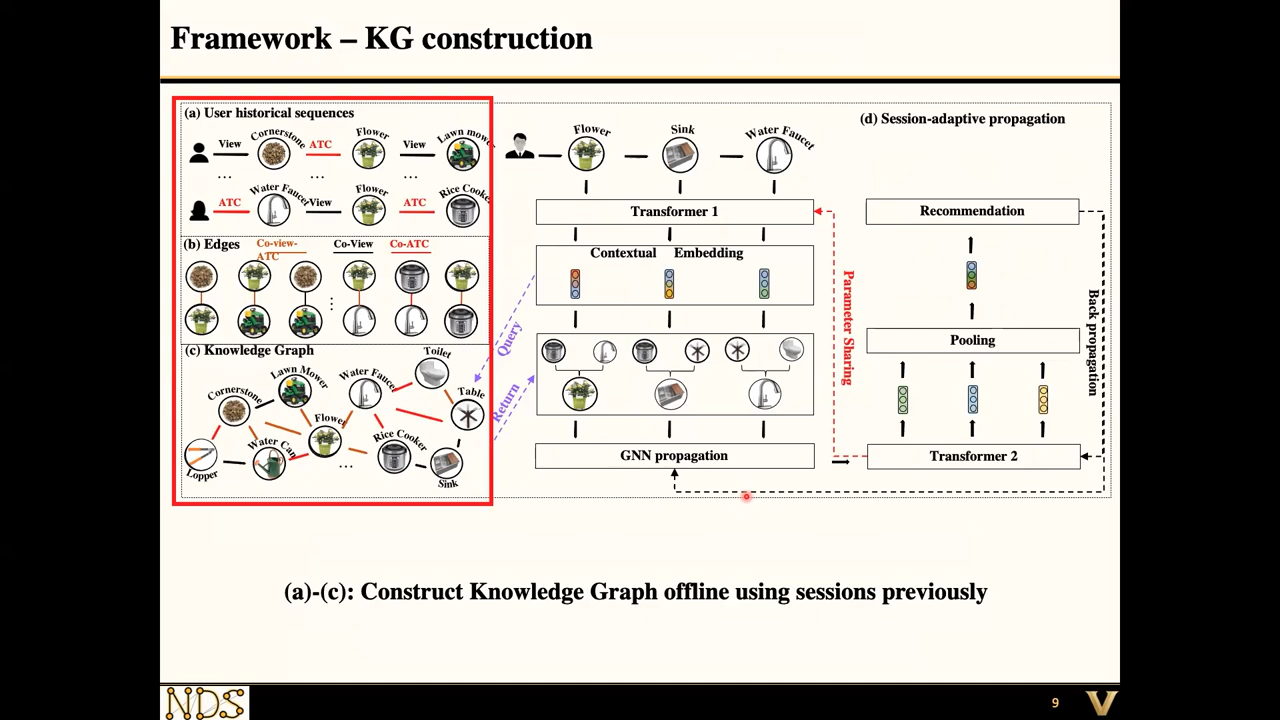 Framework – KG construction
(a) User historical sequences
View
Cornerstone
ATC
Flower
View
Lawn mower
...
...
...
ATC
Water Faucet
View
Flower
ATC
Rice Cooker
(b) Edges
Co-view-
ATC
Co-View
Co-ATC
(c) Knowledge Graph
Toilet
Lawn Mower
Water Faucet
Table
Cornerstone
Flower
Water Can
Rice Cooker
Lopper
...
Sink
Flower
Sink
Water Faucet
Transformer 1
Contextual Embedding
Query
Return
GNN propagation
Parameter Sharing
(d) Session-adaptive propagation
Recommendation
Pooling
Transformer 2
Back propagation
(a)-(c): Construct Knowledge Graph offline using sessions previously
NDS
9
V